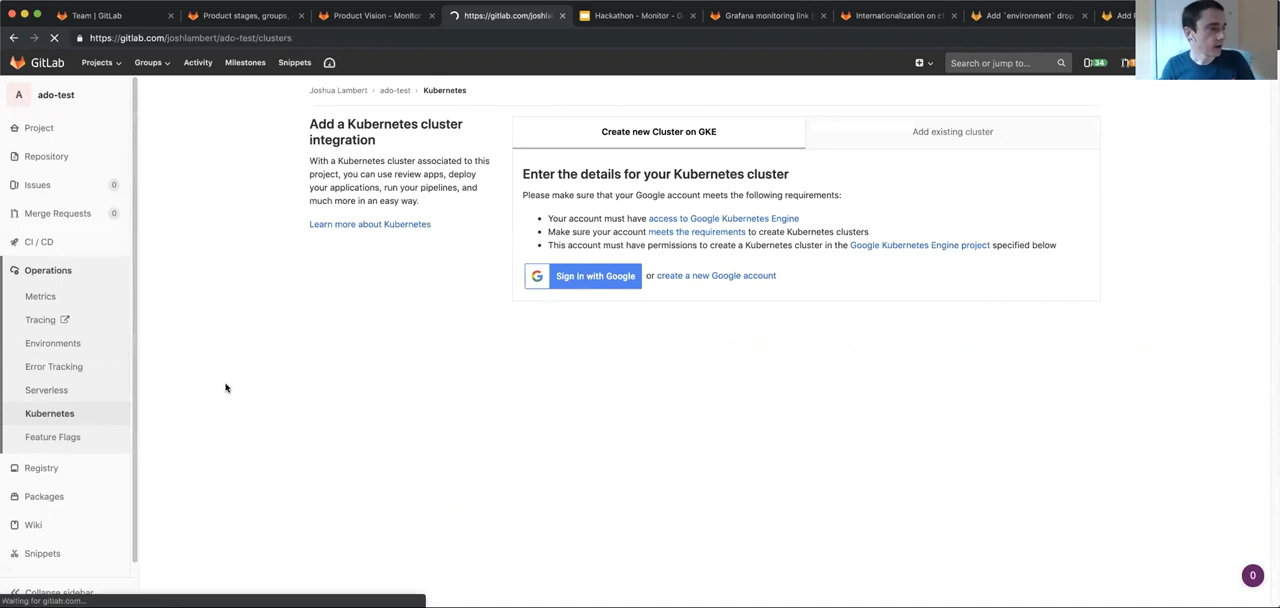 Team | GitLab
Product stages, groups,
Product Vision - Monitor
https://gitlab.com/joshla
Hackathon - Monitor - G
Grafana monitoring link
Internationalization on c
Add `environment` drop
https://gitlab.com/joshlambert/ado-test/clusters
GitLab Projects Groups Activity Milestones Snippets Search or jump to... 34
A ado-test
Project
Repository
Issues 0
Merge Requests 0
CI / CD
Operations
Metrics
Tracing
Environments
Error Tracking
Serverless
Kubernetes
Feature Flags
Registry
Packages
Wiki
Snippets
Collapse sidebar
Waiting for gitlab.com...
Joshua Lambert › ado-test › Kubernetes
Add a Kubernetes cluster
integration
With a Kubernetes cluster associated to this
project, you can use review apps, deploy
your applications, run your pipelines, and
much more in an easy way.
Learn more about Kubernetes
Create new Cluster on GKE
Add existing cluster
Enter the details for your Kubernetes cluster
Please make sure that your Google account meets the following requirements:
• Your account must have access to Google Kubernetes Engine
• Make sure your account meets the requirements to create Kubernetes clusters
• This account must have permissions to create a Kubernetes cluster in the Google Kubernetes Engine project specified below
G Sign in with Google or create a new Google account
0